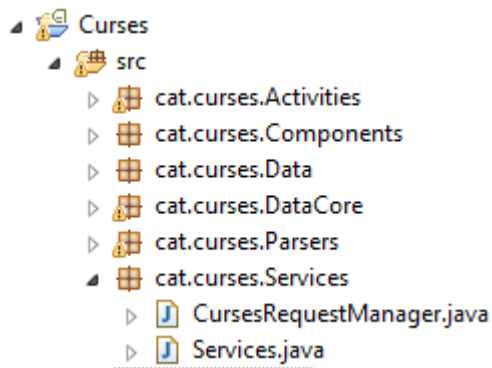 Curses
src
cat.curses.Activities
cat.curses.Components
cat.curses.Data
cat.curses.DataCore
cat.curses.Parsers
cat.curses.Services
CursesRequestManager.java
Services.java